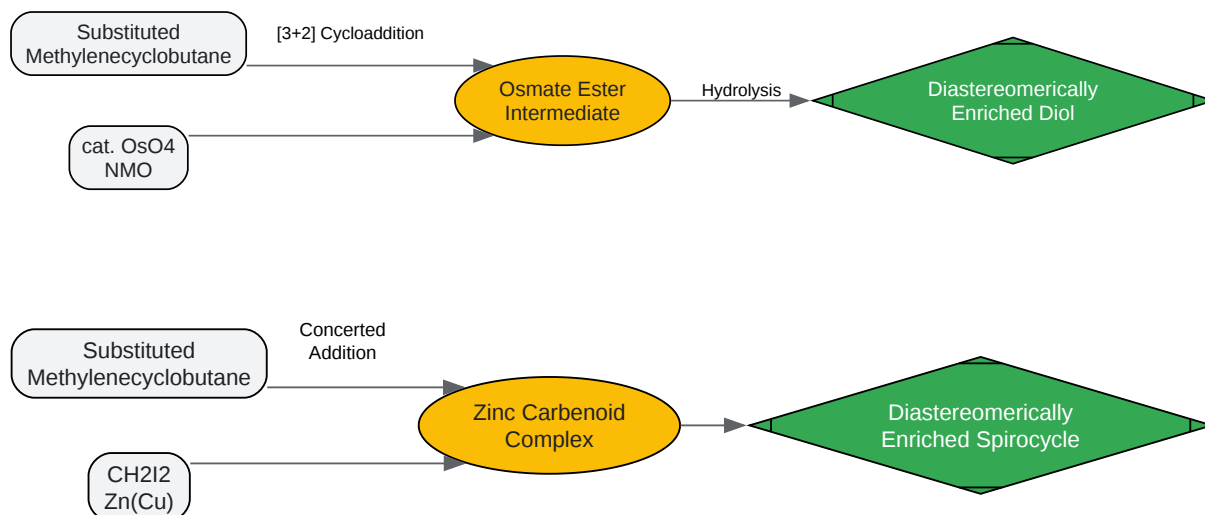 Substituted
Methylenecyclobutane
[3+2] Cycloaddition
cat. OsO4
NMO
Osmate Ester
Intermediate
Hydrolysis
Diastereomerically
Enriched Diol
Substituted
Methylenecyclobutane
Concerted
Addition
CH2I2
Zn(Cu)
Zinc Carbenoid
Complex
Diastereomerically
Enriched Spirocycle